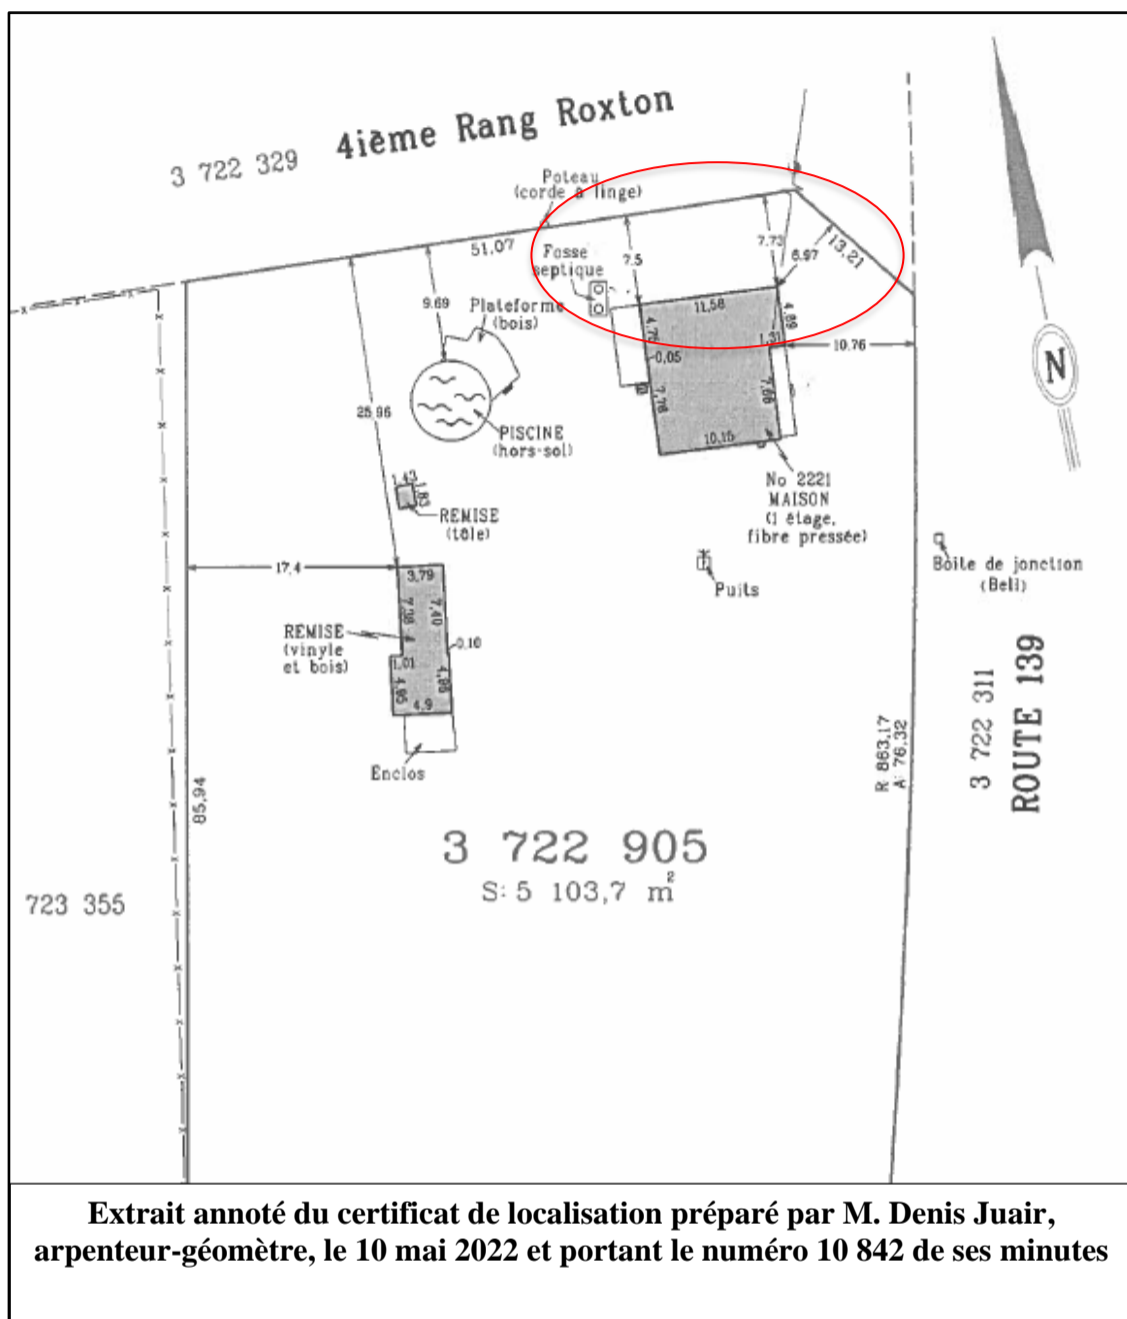 4ième Rang Roxton
3 722 329
Poteau
(corde à linge)
51,07
Fosse
septique
7,5
7,73
6,97
13,21
9.69
Plateforme
(bois)
11,58
4,75
4,89
0,05
1,31
10.76
7,76
7,66
10,15
25,96
PISCINE
(hors-sol)
N
1,43
1,83
REMISE
(tôle)
No 2221
MAISON
(1 étage,
fibre pressée)
Puits
Boîte de jonction
(Bell)
17,4
3,79
7,40
REMISE
(vinyle
et bois)
0,10
1,01
4,95
4,98
4,9
Enclos
85,94
R: 863,17
A: 76,32
3 722 311
ROUTE 139
3 722 905
S: 5 103,7 m²
723 355
Extrait annoté du certificat de localisation préparé par M. Denis Juair,
arpenteur-géomètre, le 10 mai 2022 et portant le numéro 10 842 de ses minutes